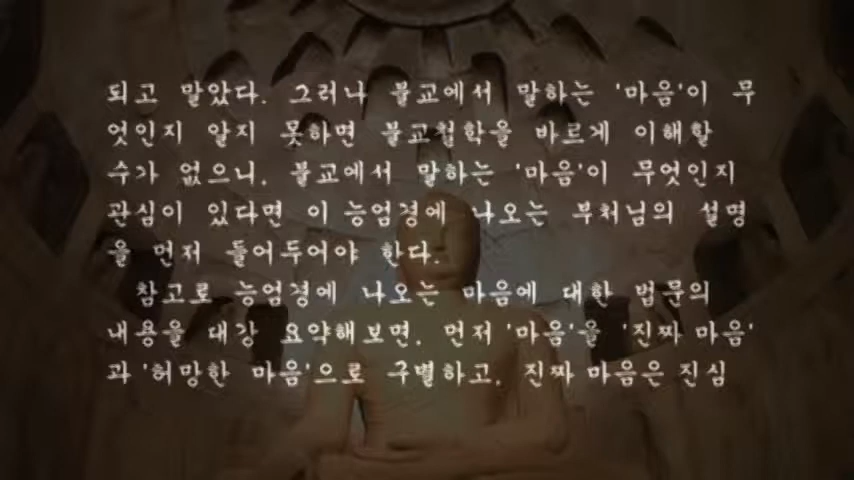 되고 말았다. 그러나 불교에서 말하는 '마음'이 무
엇인지 알지 못하면 불교철학을 바르게 이해할
수가 없으니, 불교에서 말하는 '마음'이 무엇인지
관심이 있다면 이 능엄경에 나오는 부처님의 설명
을 먼저 들어두어야 한다.
참고로 능엄경에 나오는 마음에 대한 법문의
내용을 대강 요약해보면, 먼저 '마음'을 '진짜 마음'
과 '허망한 마음'으로 구별하고, 진짜 마음은 진심